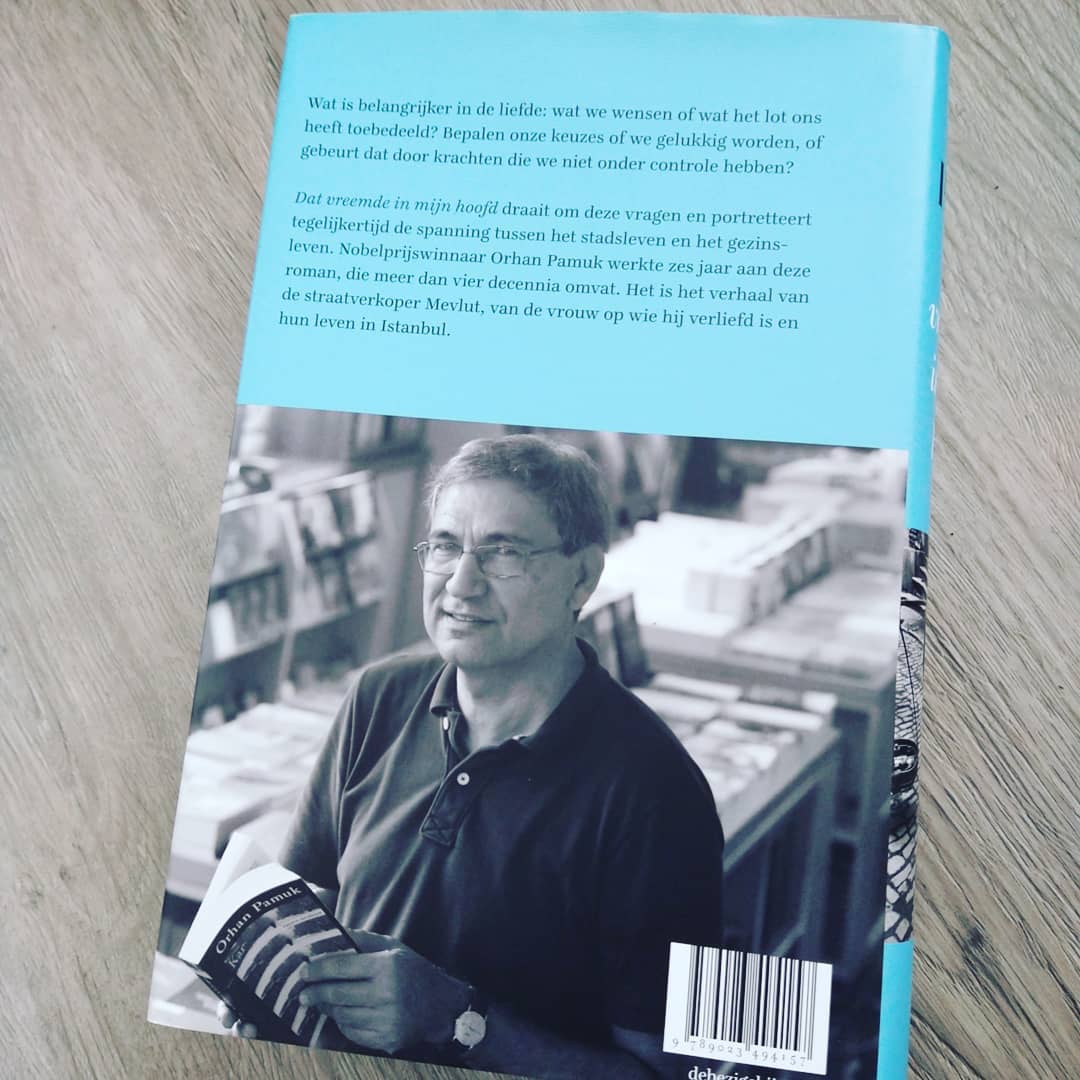 Wat is belangrijker in de liefde: wat we wensen of wat het lot ons
heeft toebedeeld? Bepalen onze keuzes of we gelukkig worden, of
gebeurt dat door krachten die we niet onder controle hebben?
Dat vreemde in mijn hoofd draait om deze vragen en portretteert
tegelijkertijd de spanning tussen het stadsleven en het gezins-
leven. Nobelprijswinnaar Orhan Pamuk werkte zes jaar aan deze
roman, die meer dan vier decennia omvat. Het is het verhaal van
de straatverkoper Mevlut, van de vrouw op wie hij verliefd is en
hun leven in Istanbul.
Orhan Pamuk
Kar
9 789023 494157